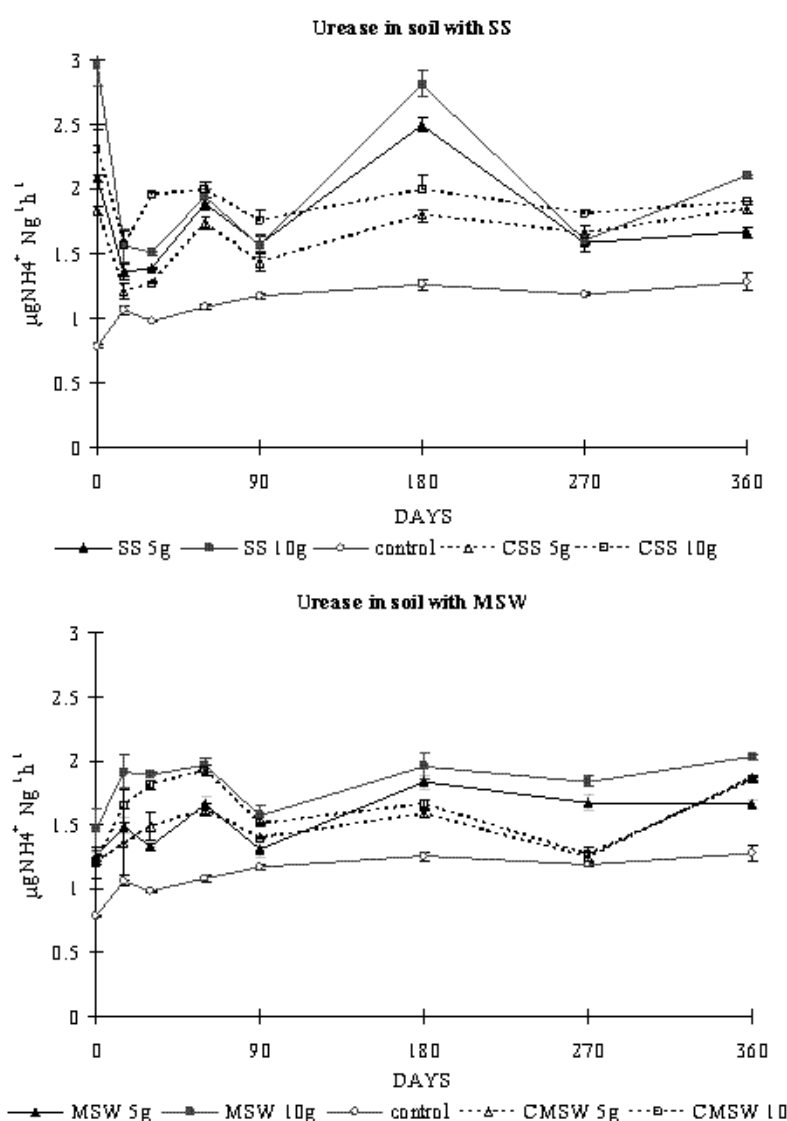 Urease in soil with SS
3
2.5
2
1.5
1
0.5
0
µgNH4⁺ Ng⁻¹h⁻¹
0 90 180 270 360
DAYS
SS 5g SS 10g control CSS 5g CSS 10g
Urease in soil with MSW
3
2.5
2
1.5
1
0.5
0
µgNH4⁺ Ng⁻¹h⁻¹
0 90 180 270 360
DAYS
MSW 5g MSW 10g control CMSW 5g CMSW 10